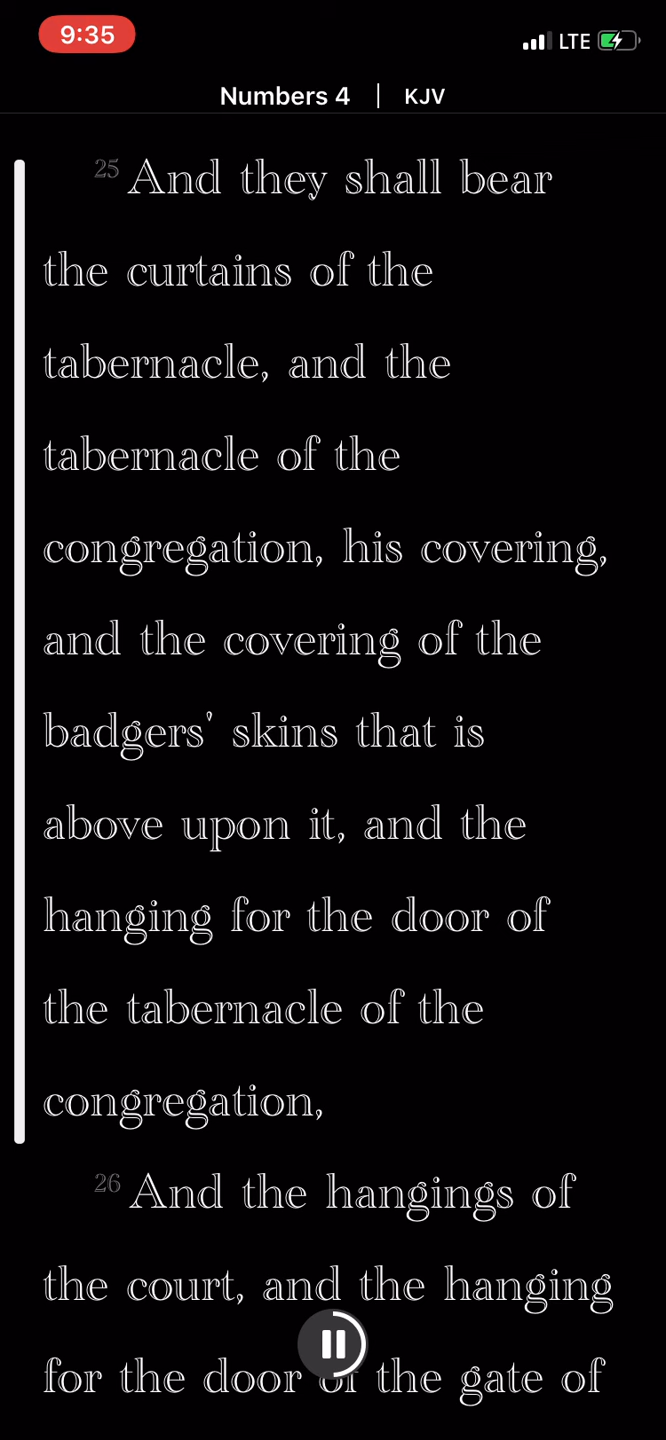 9:35
LTE
Numbers 4 | KJV
25 And they shall bear
the curtains of the
tabernacle, and the
tabernacle of the
congregation, his covering,
and the covering of the
badgers' skins that is
above upon it, and the
hanging for the door of
the tabernacle of the
congregation,
26 And the hangings of
the court, and the hanging
for the door of the gate of